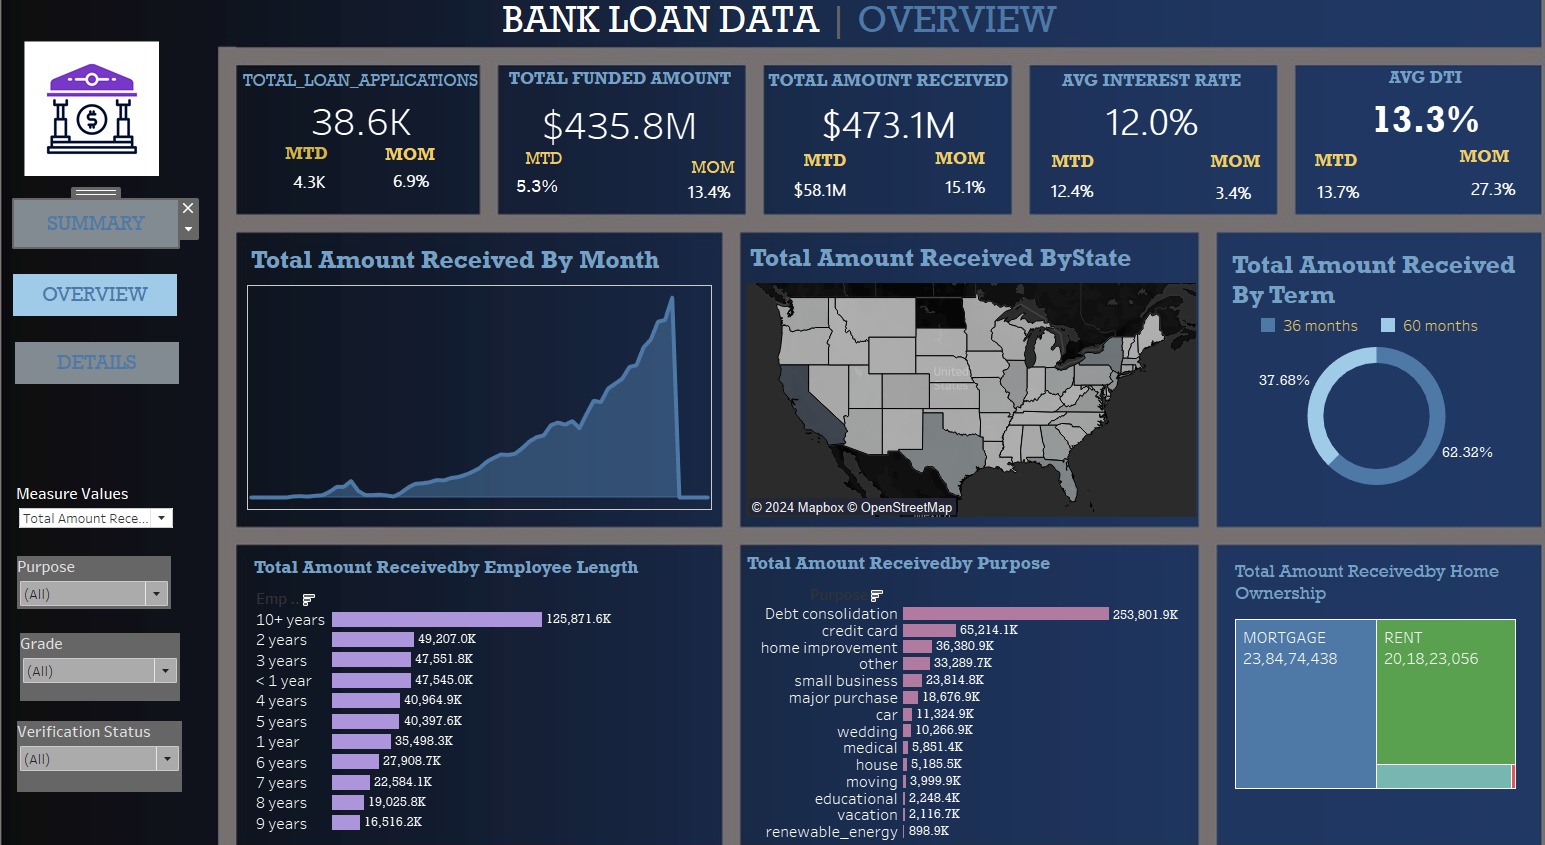 BANK LOAN DATA | OVERVIEW
TOTAL_LOAN_APPLICATIONS
38.6K
MTD MOM
4.3K 6.9%
TOTAL FUNDED AMOUNT
$435.8M
MTD MOM
5.3% 13.4%
TOTAL AMOUNT RECEIVED
$473.1M
MTD MOM
$58.1M 15.1%
AVG INTEREST RATE
12.0%
MTD MOM
12.4% 3.4%
AVG DTI
13.3%
MTD MOM
13.7% 27.3%
SUMMARY
OVERVIEW
DETAILS
Measure Values
Total Amount Rece...
Purpose
(All)
Grade
(All)
Verification Status
(All)
Total Amount Received By Month
Total Amount Received ByState
United
States
© 2024 Mapbox © OpenStreetMap
Total Amount Received
By Term
36 months 60 months
37.68%
62.32%
Total Amount Receivedby Employee Length
Emp ..
10+ years 125,871.6K
2 years 49,207.0K
3 years 47,551.8K
< 1 year 47,545.0K
4 years 40,964.9K
5 years 40,397.6K
1 year 35,498.3K
6 years 27,908.7K
7 years 22,584.1K
8 years 19,025.8K
9 years 16,516.2K
Total Amount Receivedby Purpose
Purpose
Debt consolidation 253,801.9K
credit card 65,214.1K
home improvement 36,380.9K
other 33,289.7K
small business 23,814.8K
major purchase 18,676.9K
car 11,324.9K
wedding 10,266.9K
medical 5,851.4K
house 5,185.5K
moving 3,999.9K
educational 2,248.4K
vacation 2,116.7K
renewable_energy 898.9K
Total Amount Receivedby Home
Ownership
MORTGAGE
23,84,74,438
RENT
20,18,23,056